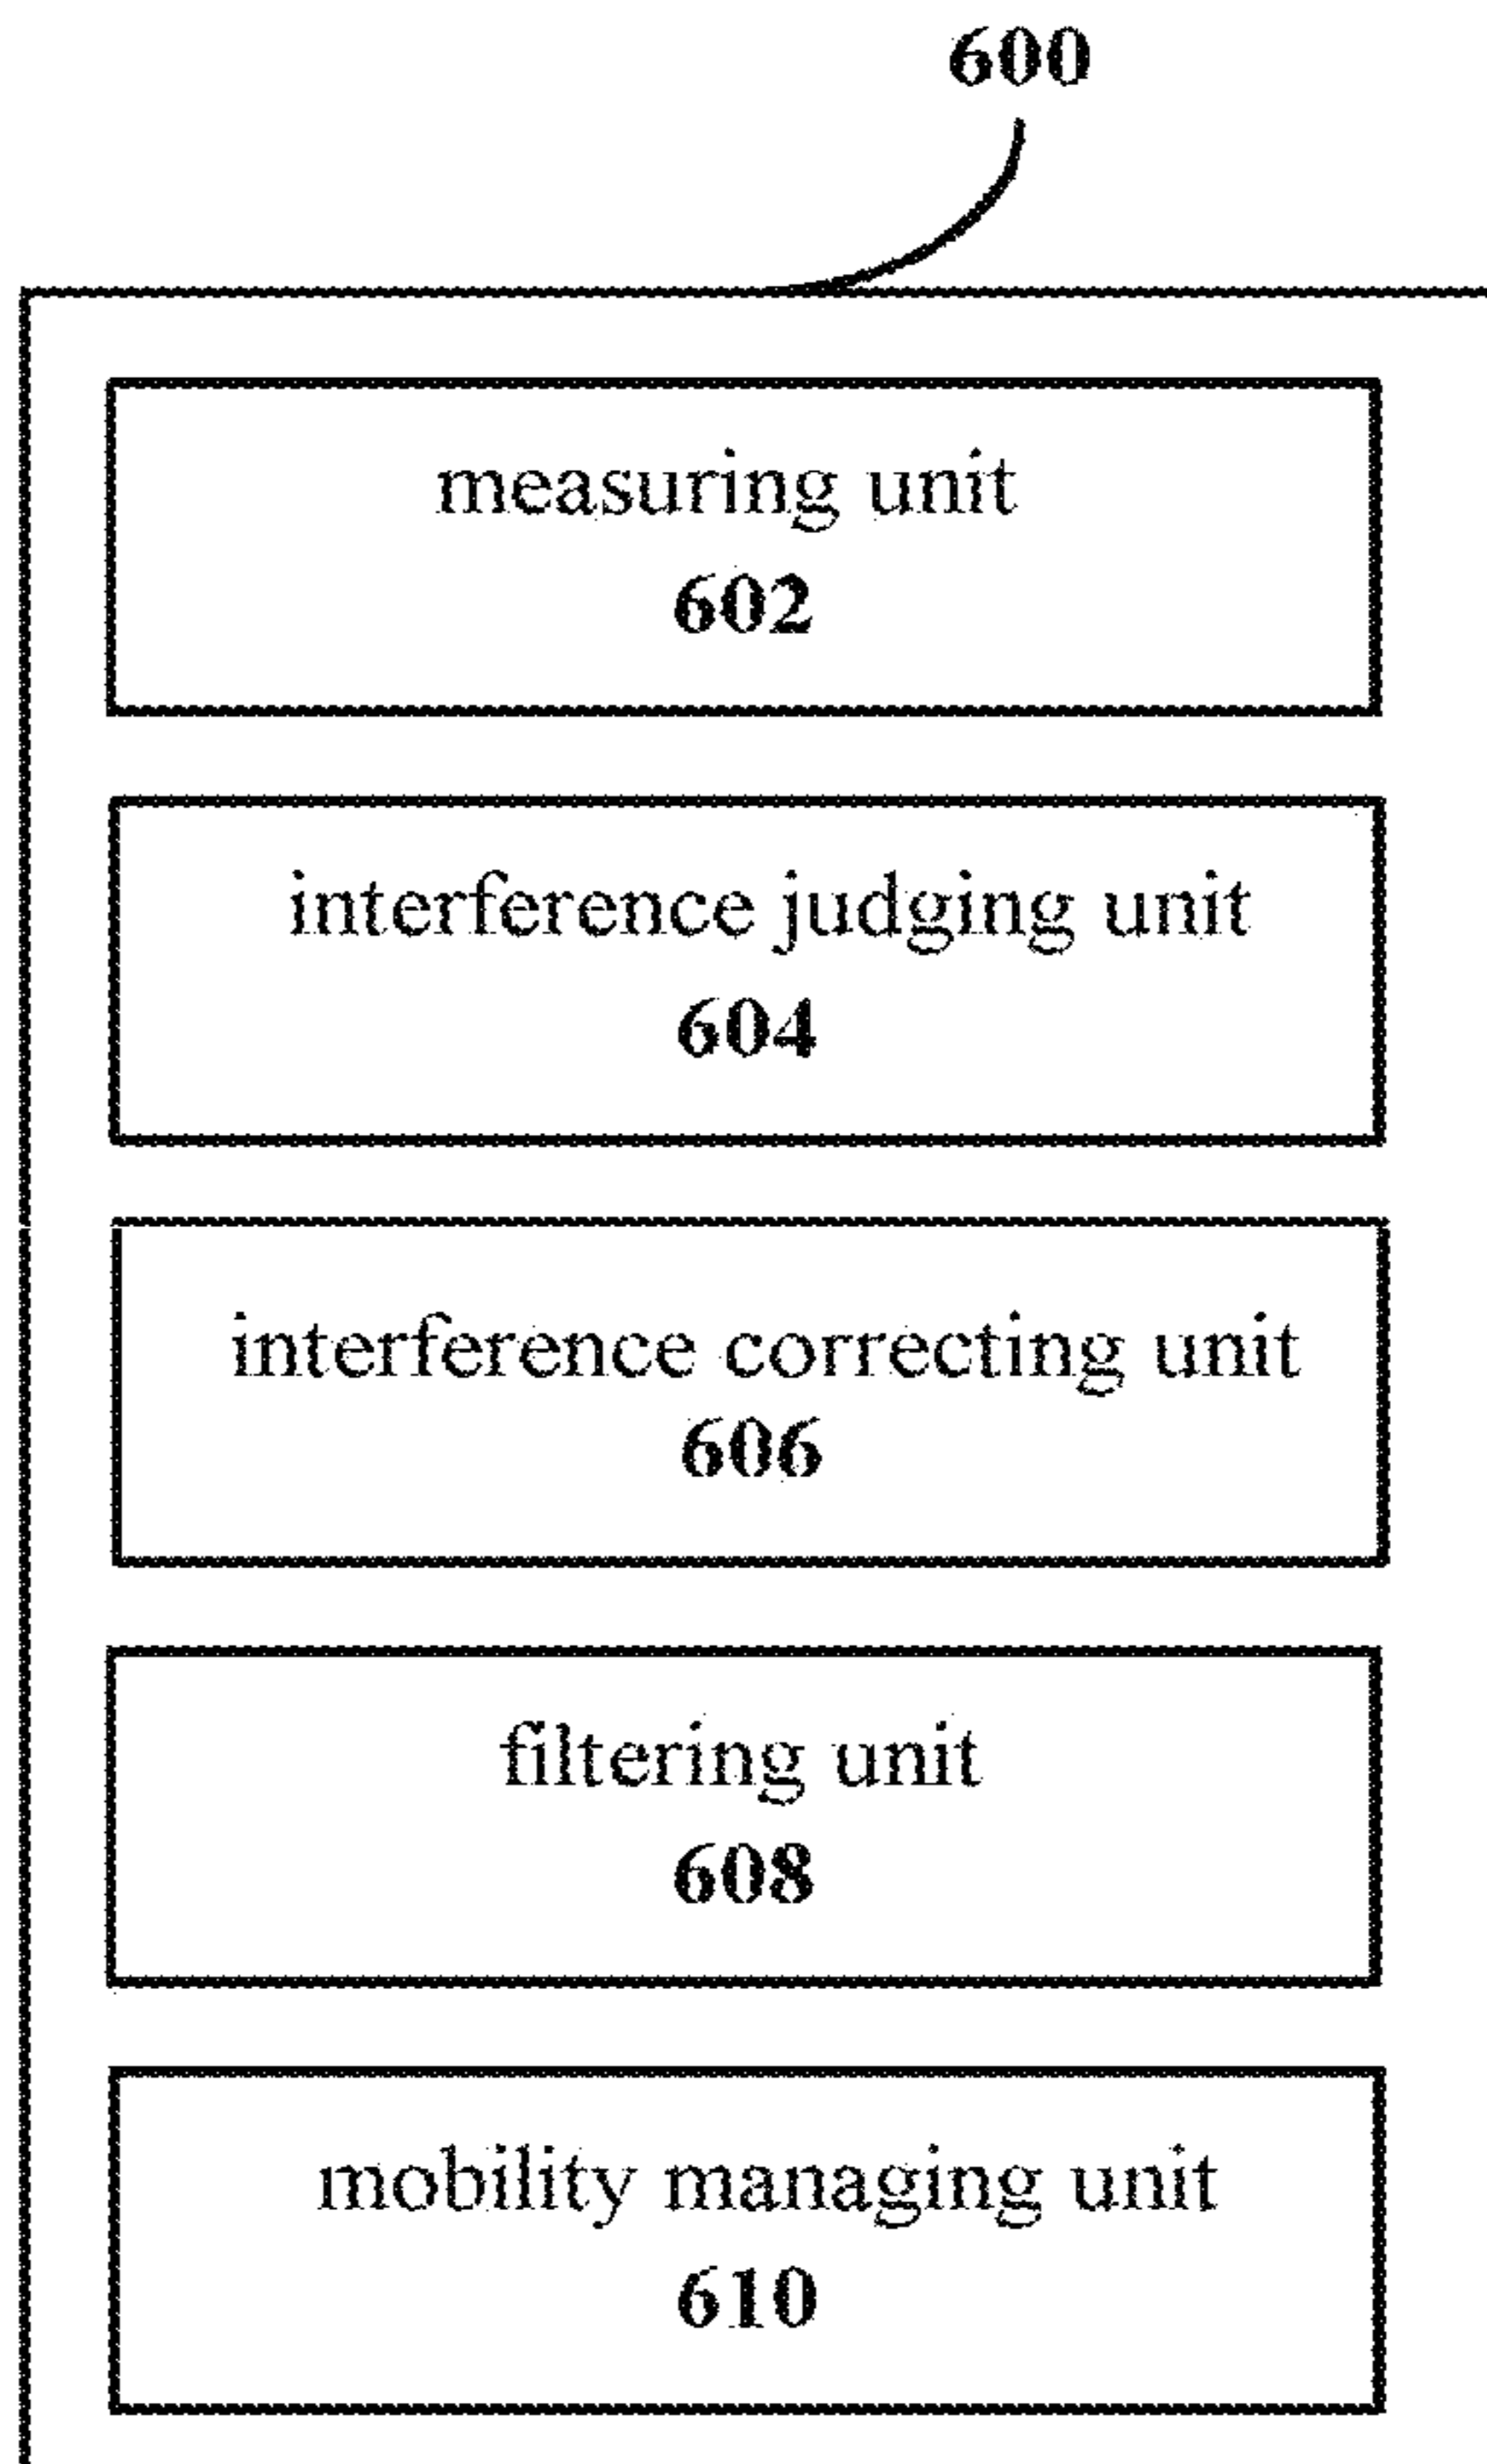 600
measuring unit
602
interference judging unit
604
interference correcting unit
606
filtering unit
608
mobility managing unit
610